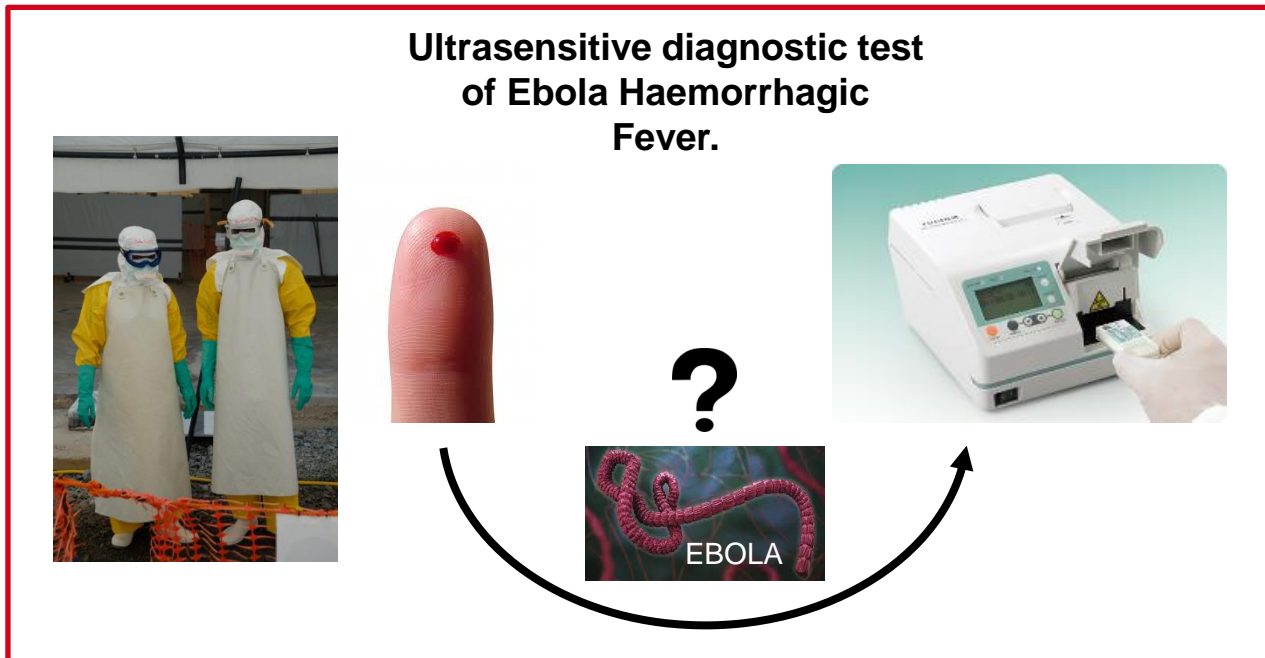 Ultrasensitive diagnostic test
of Ebola Haemorrhagic
Fever.
?
EBOLA